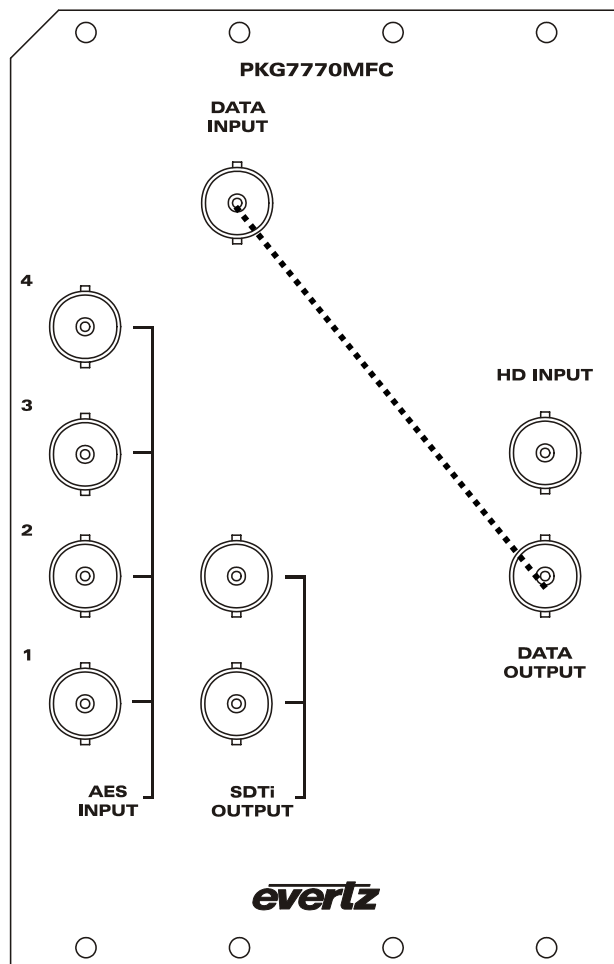 PKG7770MFC
DATA
INPUT
4
3
HD INPUT
2
1
DATA
OUTPUT
AES
INPUT
SDTi
OUTPUT
evertz